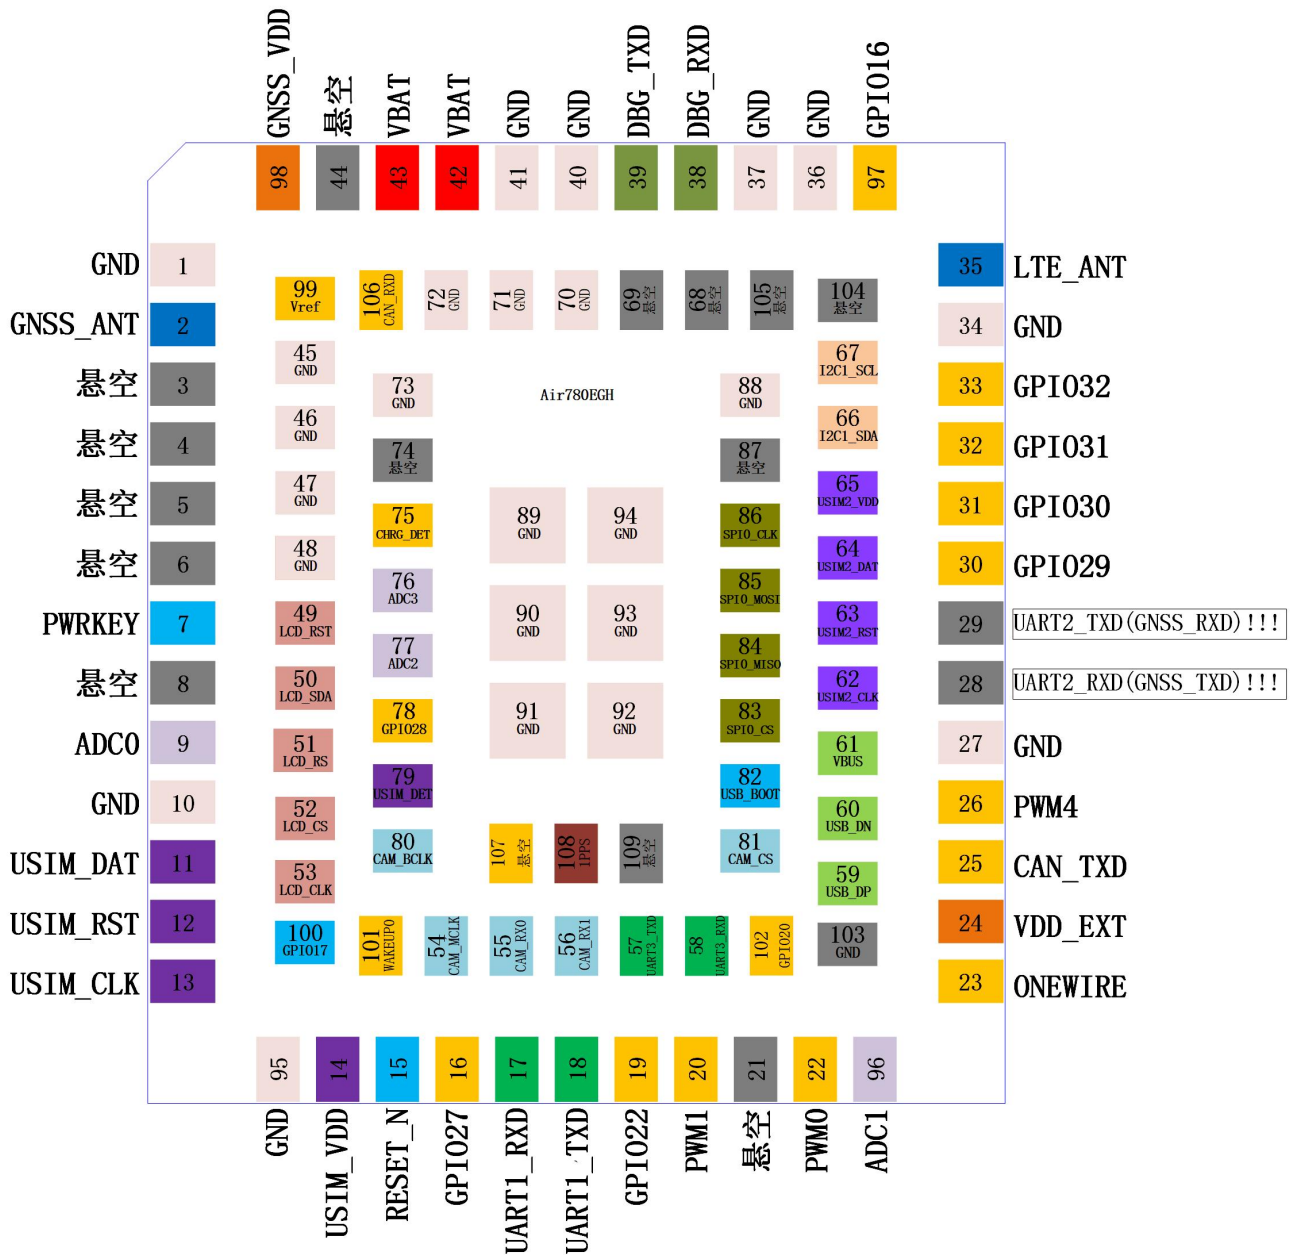 GNSS_VDD
悬空
VBAT
VBAT
GND
GND
DBG_TXD
DBG_RXD
GND
GND
GPIO16
98
44
43
42
41
40
39
38
37
36
97
GND
1
GNSS_ANT
2
悬空
3
悬空
4
悬空
5
悬空
6
PWRKEY
7
悬空
8
ADC0
9
GND
10
USIM_DAT
11
USIM_RST
12
USIM_CLK
13
99
Vref
106
CAN_RXD
72
GND
71
GND
70
GND
69
悬空
68
悬空
105
悬空
104
悬空
45
GND
46
GND
47
GND
48
GND
49
LCD_RST
50
LCD_SDA
51
LCD_RS
52
LCD_CS
53
LCD_CLK
100
GPIO17
73
GND
74
悬空
75
CHRG_DET
76
ADC3
77
ADC2
78
GPIO28
79
USIM_DET
80
CAM_BCLK
Air780EGH
89
GND
94
GND
90
GND
93
GND
91
GND
92
GND
107
悬空
108
1PPS
109
悬空
88
GND
87
悬空
86
SPI0_CLK
85
SPI0_MOSI
84
SPI0_MISO
83
SPI0_CS
82
USB_BOOT
81
CAM_CS
67
I2C1_SCL
66
I2C1_SDA
65
USIM2_VDD
64
USIM2_DAT
63
USIM2_RST
62
USIM2_CLK
61
VBUS
60
USB_DN
59
USB_DP
103
GND
101
WAKEUP0
54
CAM_MCLK
55
CAM_RX0
56
CAM_RX1
57
UART3_TXD
58
UART3_RXD
102
GPIO20
35
LTE_ANT
34
GND
33
GPIO32
32
GPIO31
31
GPIO30
30
GPIO29
29
UART2_TXD(GNSS_RXD)!!!
28
UART2_RXD(GNSS_TXD)!!!
27
GND
26
PWM4
25
CAN_TXD
24
VDD_EXT
23
ONEWIRE
95
14
15
16
17
18
19
20
21
22
96
GND
USIM_VDD
RESET_N
GPIO27
UART1_RXD
UART1_TXD
GPIO22
PWM1
悬空
PWM0
ADC1